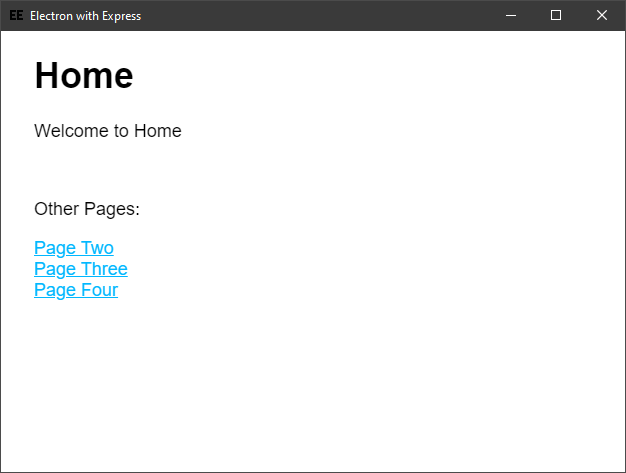 EE Electron with Express
Home
Welcome to Home
Other Pages:
Page Two
Page Three
Page Four